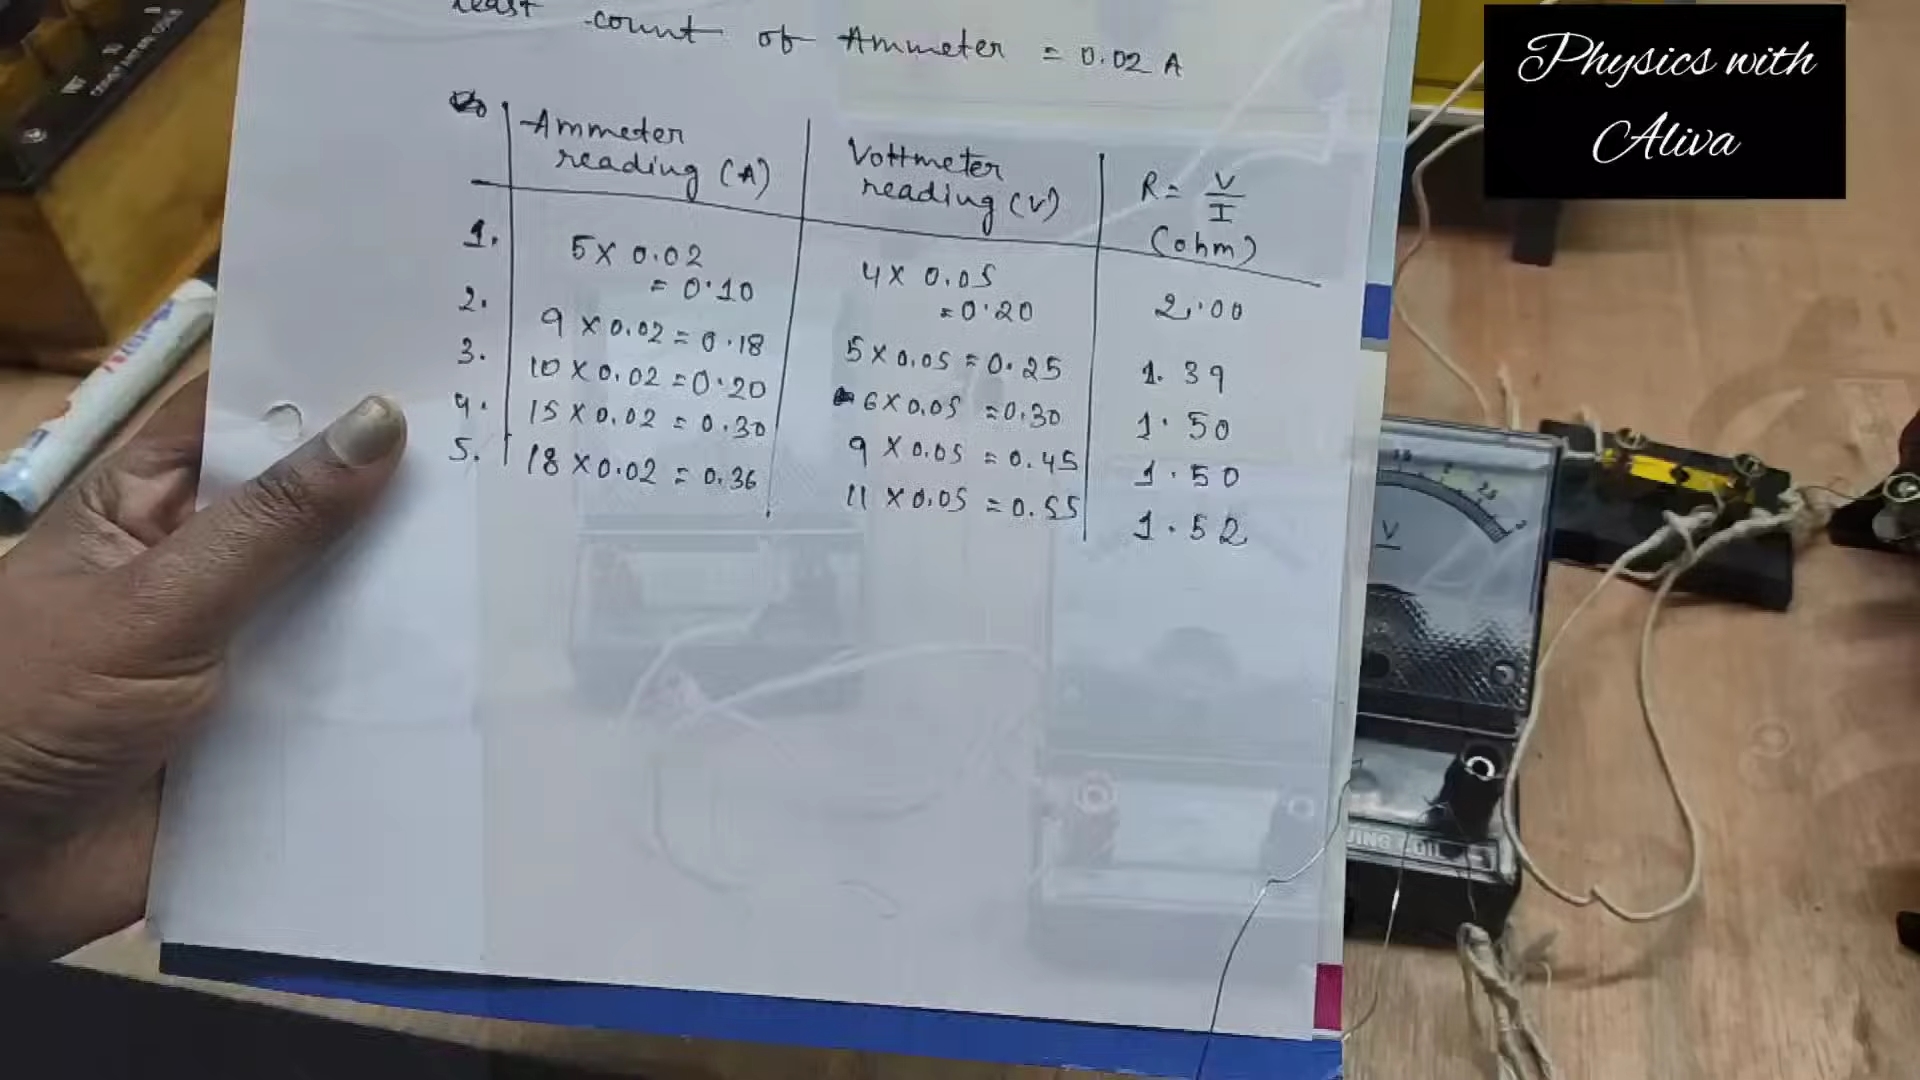 least count of Ammeter = 0.02 A
Ammeter reading (A)
Vottmeter reading (V)
R = V/I (ohm)
1. 5 X 0.02 = 0.10 4 X 0.05 = 0.20 2.00
2. 9 X 0.02 = 0.18 5 X 0.05 = 0.25 1.39
3. 10 X 0.02 = 0.20 6 X 0.05 = 0.30 1.50
4. 15 X 0.02 = 0.30 9 X 0.05 = 0.45 1.50
5. 18 X 0.02 = 0.36 11 X 0.05 = 0.55 1.52
Physics with
Aliva
V